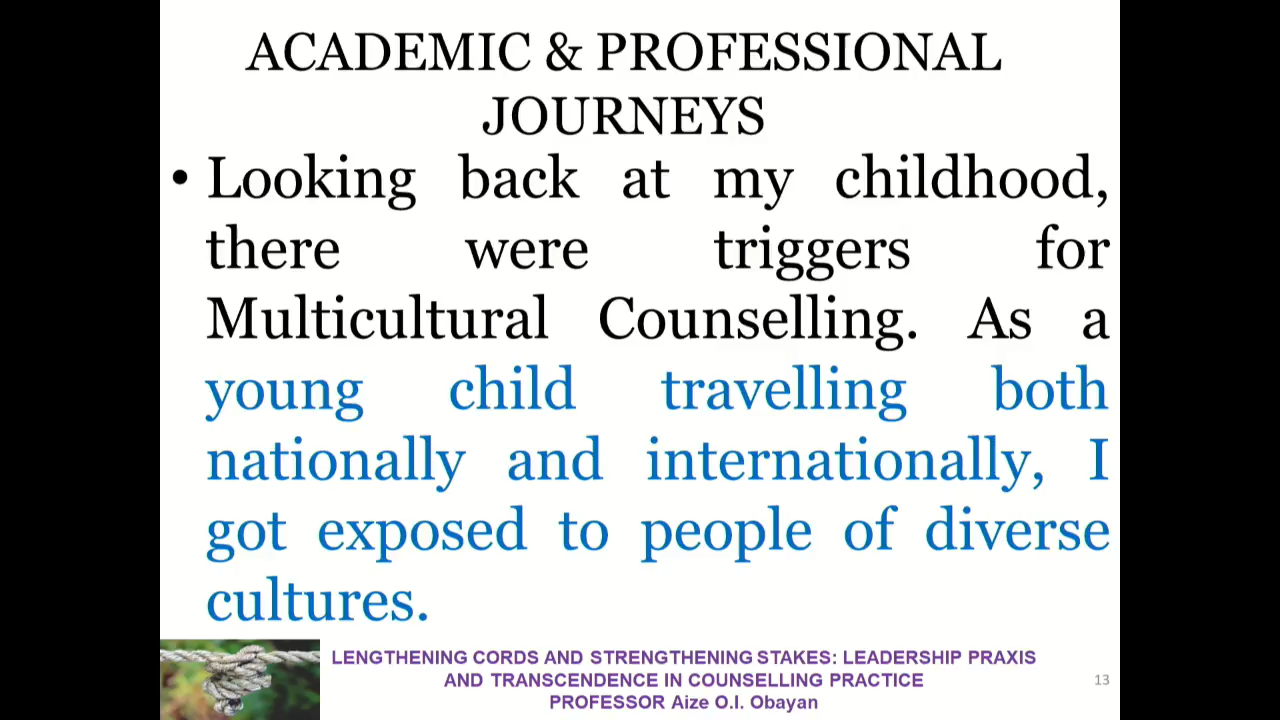 ACADEMIC & PROFESSIONAL
JOURNEYS
• Looking back at my childhood,
there were triggers for
Multicultural Counselling. As a
young child travelling both
nationally and internationally, I
got exposed to people of diverse
cultures.
LENGTHENING CORDS AND STRENGTHENING STAKES: LEADERSHIP PRAXIS
AND TRANSCENDENCE IN COUNSELLING PRACTICE
PROFESSOR Aize O.I. Obayan
13